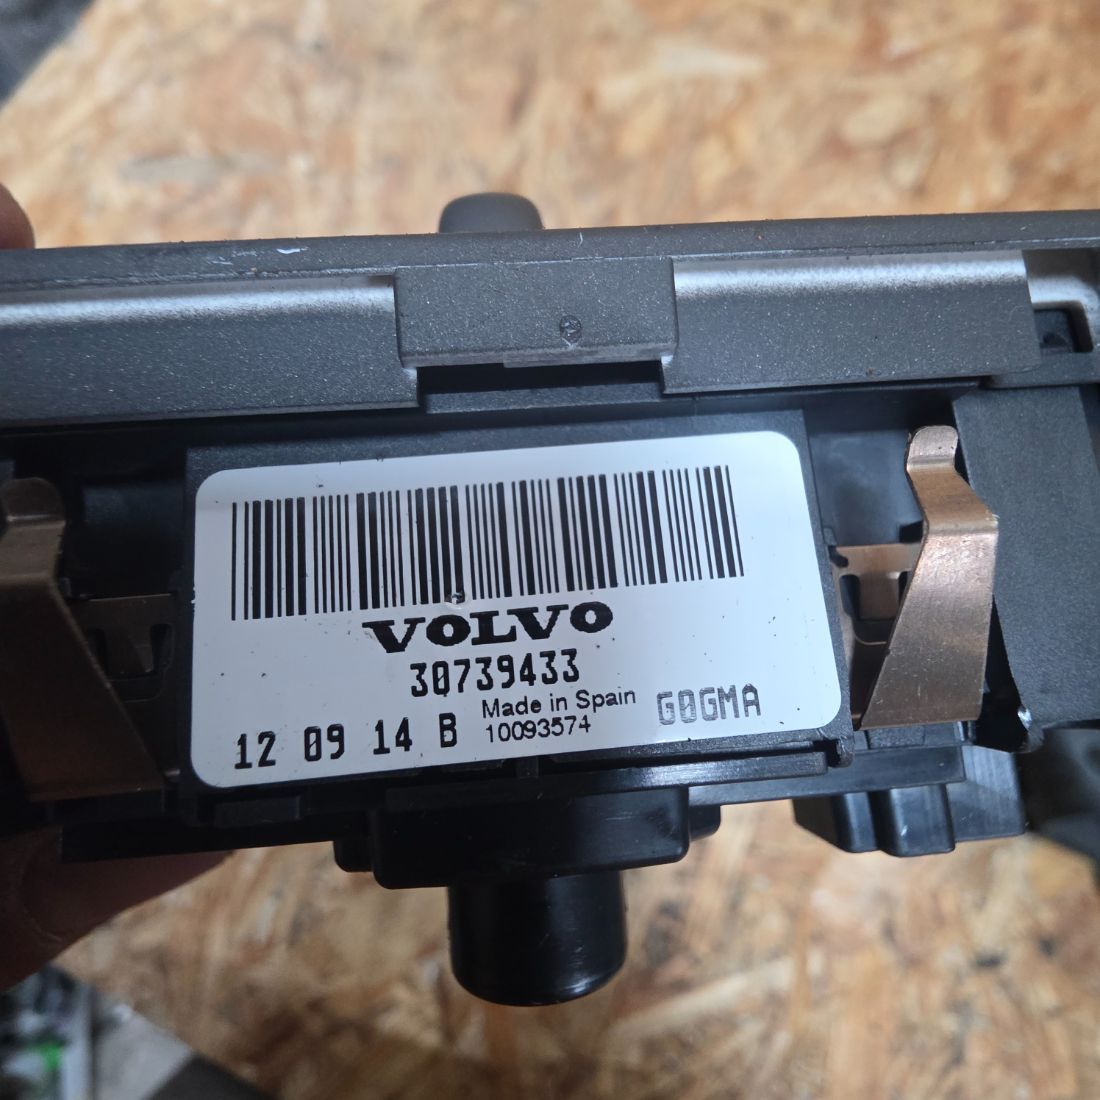 VOLVO
30739433
Made in Spain
12 09 14 B 10093574 G0GMA